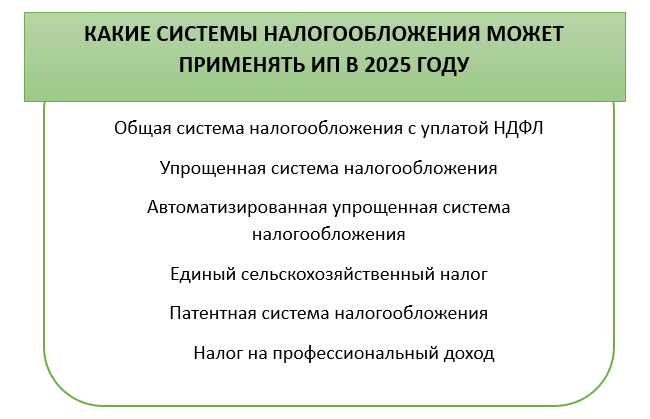 КАКИЕ СИСТЕМЫ НАЛОГООБЛОЖЕНИЯ МОЖЕТ
ПРИМЕНЯТЬ ИП В 2025 ГОДУ
Общая система налогообложения с уплатой НДФЛ
Упрощенная система налогообложения
Автоматизированная упрощенная система
налогообложения
Единый сельскохозяйственный налог
Патентная система налогообложения
Налог на профессиональный доход